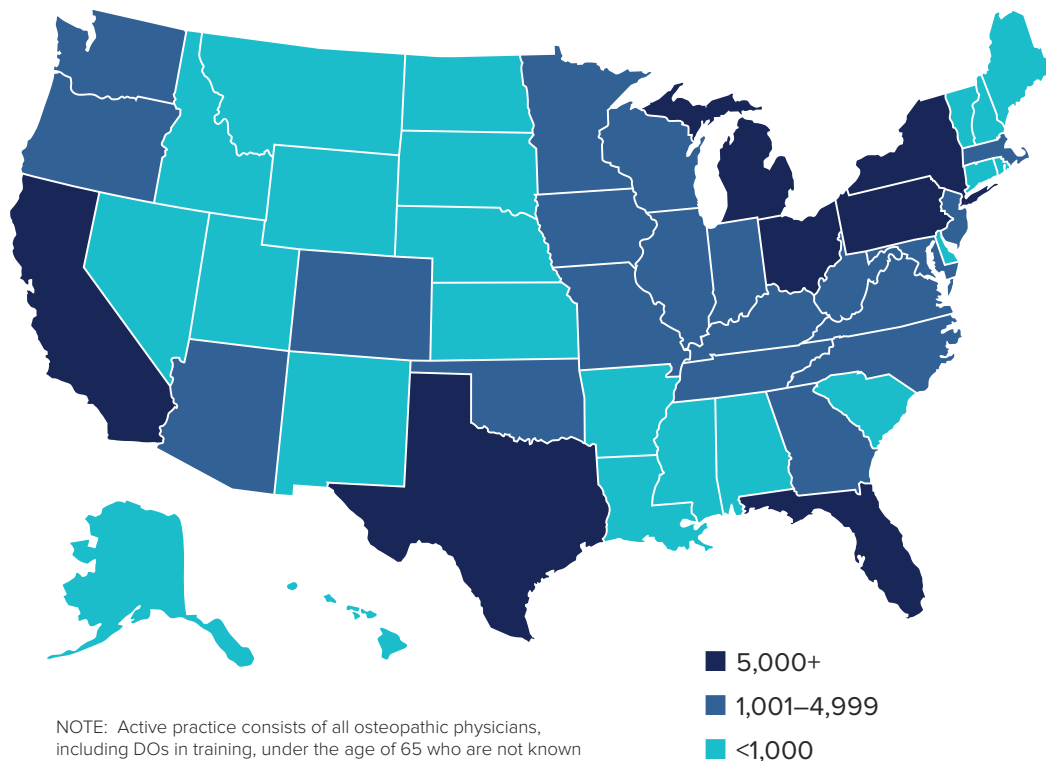 5,000+
1,001–4,999
<1,000
NOTE:  Active practice consists of all osteopathic physicians,
including DOs in training, under the age of 65 who are not known